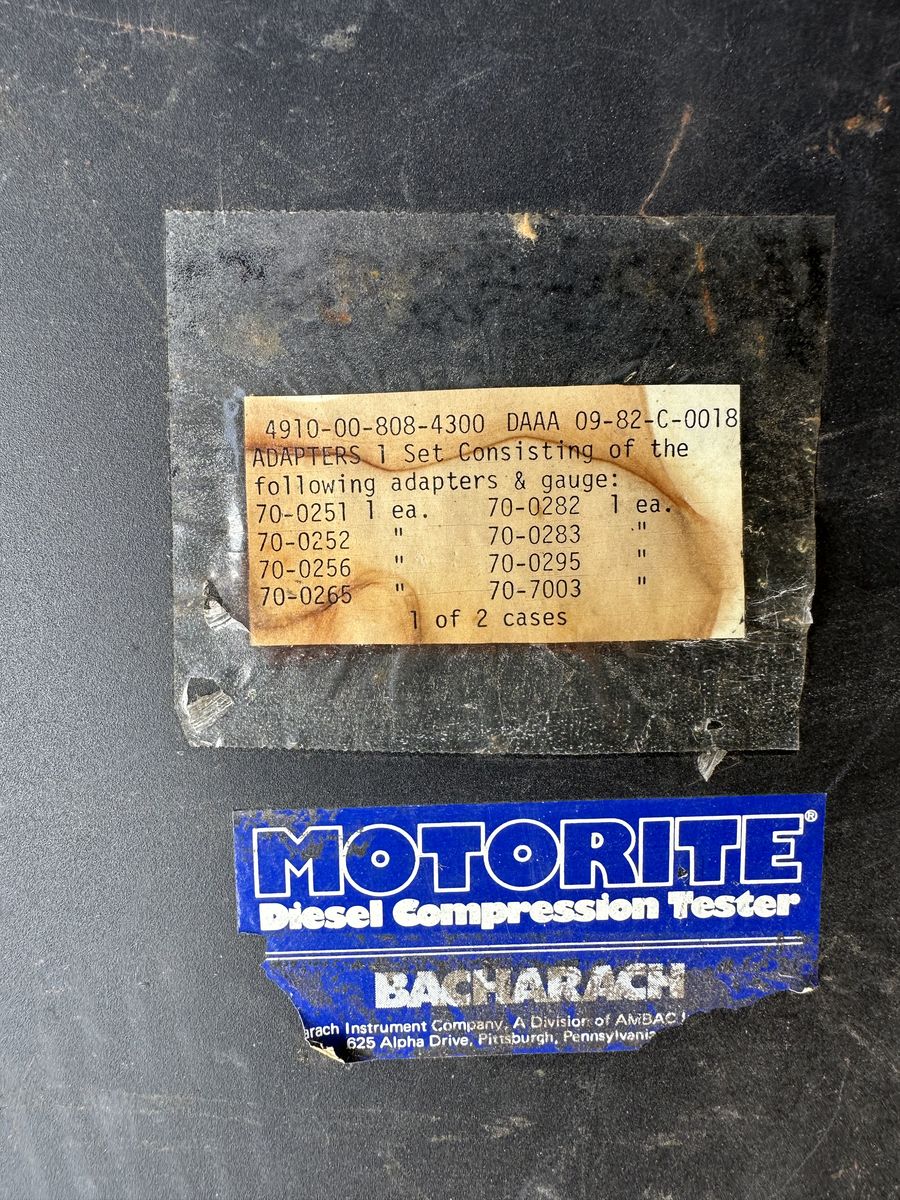 4910-00-808-4300 DAAA 09-82-C-0018
ADAPTERS 1 Set Consisting of the
following adapters & gauge:
70-0251 1 ea. 70-0282 1 ea.
70-0252 " 70-0283 "
70-0256 " 70-0295 "
70-0265 " 70-7003 "
1 of 2 cases
MOTORITE®
Diesel Compression Tester
BACHARACH
arach Instrument Company, A Division of AMBAC
625 Alpha Drive, Pittsburgh, Pennsylvani